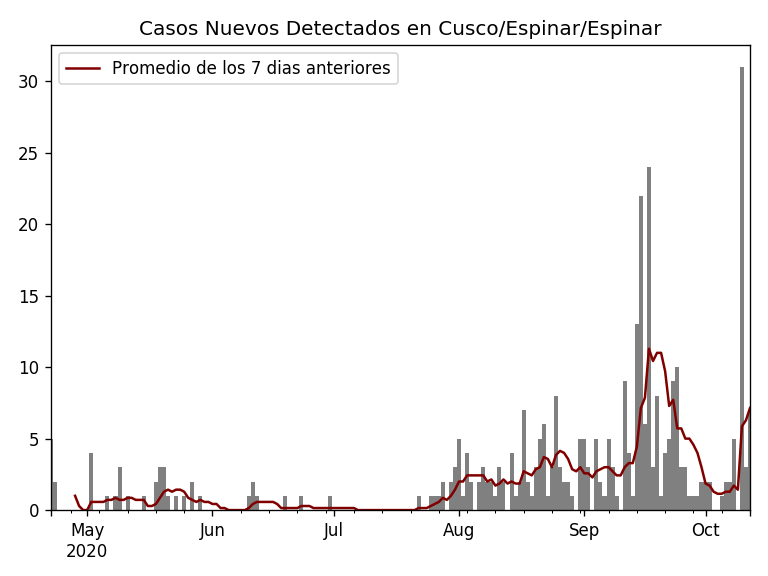 Casos Nuevos Detectados en Cusco/Espinar/Espinar
Promedio de los 7 dias anteriores
30
25
20
15
10
5
0
May Jun Jul Aug Sep Oct
2020